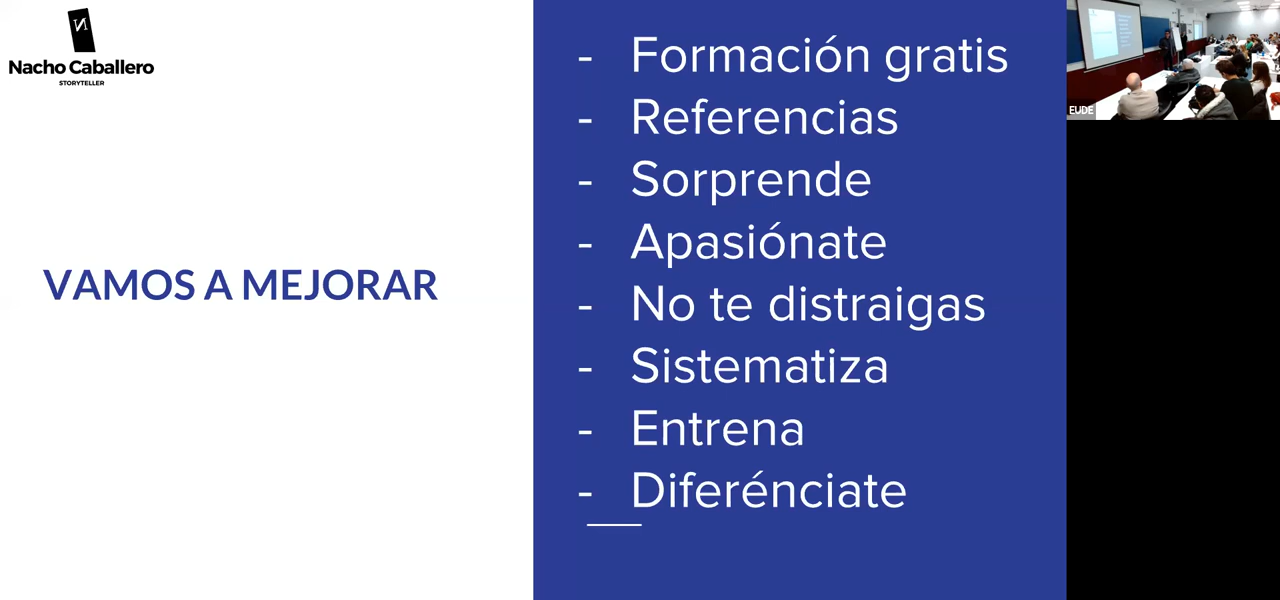 Nacho Caballero
STORYTELLER
VAMOS A MEJORAR
- Formación gratis
- Referencias
- Sorprende
- Apasiónate
- No te distraigas
- Sistematiza
- Entrena
- Diferénciate
EUDE